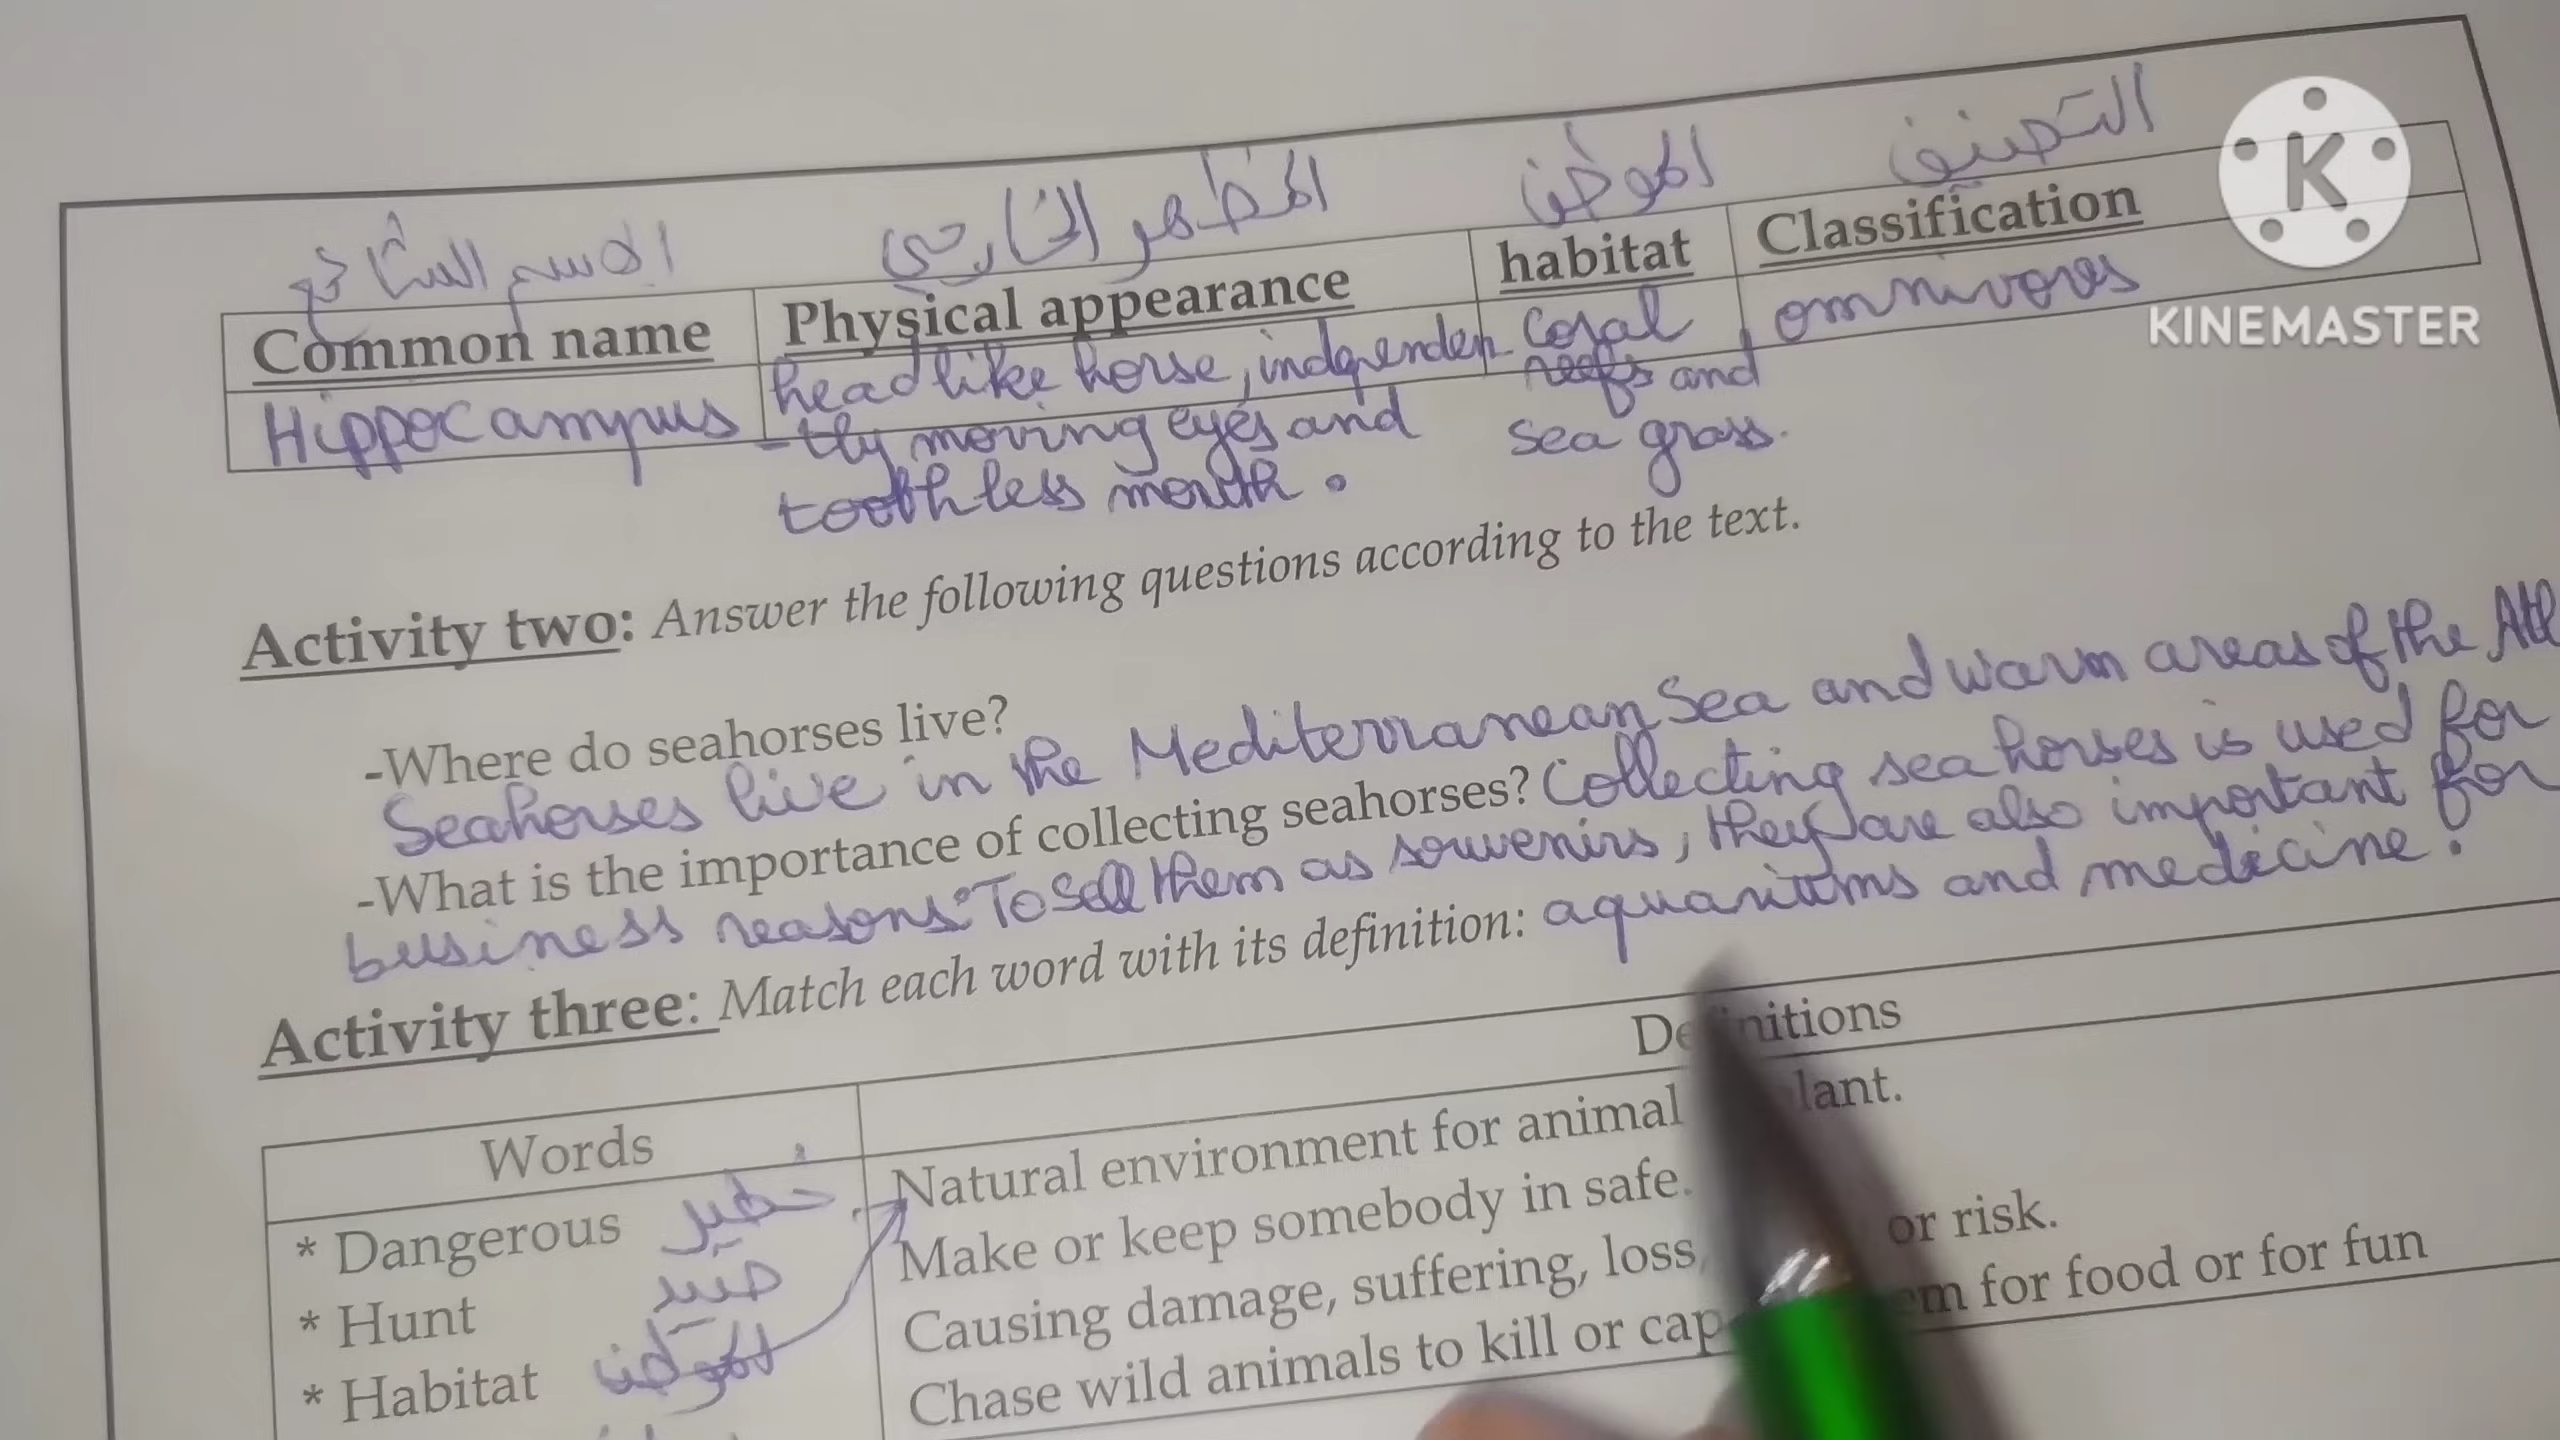 الاسم الشائع المظهر الخارجي الموطن التصنيف
Common name Physical appearance habitat Classification
Hippocampus head like horse, independen- coral omnivores
-tly moving eyes and reefs and
toothless mouth. sea grass.
Activity two: Answer the following questions according to the text.
-Where do seahorses live?
Seahorses live in the Mediterranean Sea and warm areas of the Atl
-What is the importance of collecting seahorses? Collecting sea horses is used for
business reasons: To sell them as souvenirs, they are also important for
Activity three: Match each word with its definition: aquariums and medicine.
Words Definitions
* Dangerous خطير Natural environment for animal lant.
* Hunt صيد Make or keep somebody in safe.
* Habitat الموطن Causing damage, suffering, loss, or risk.
Chase wild animals to kill or cap em for food or for fun
K
KINEMASTER